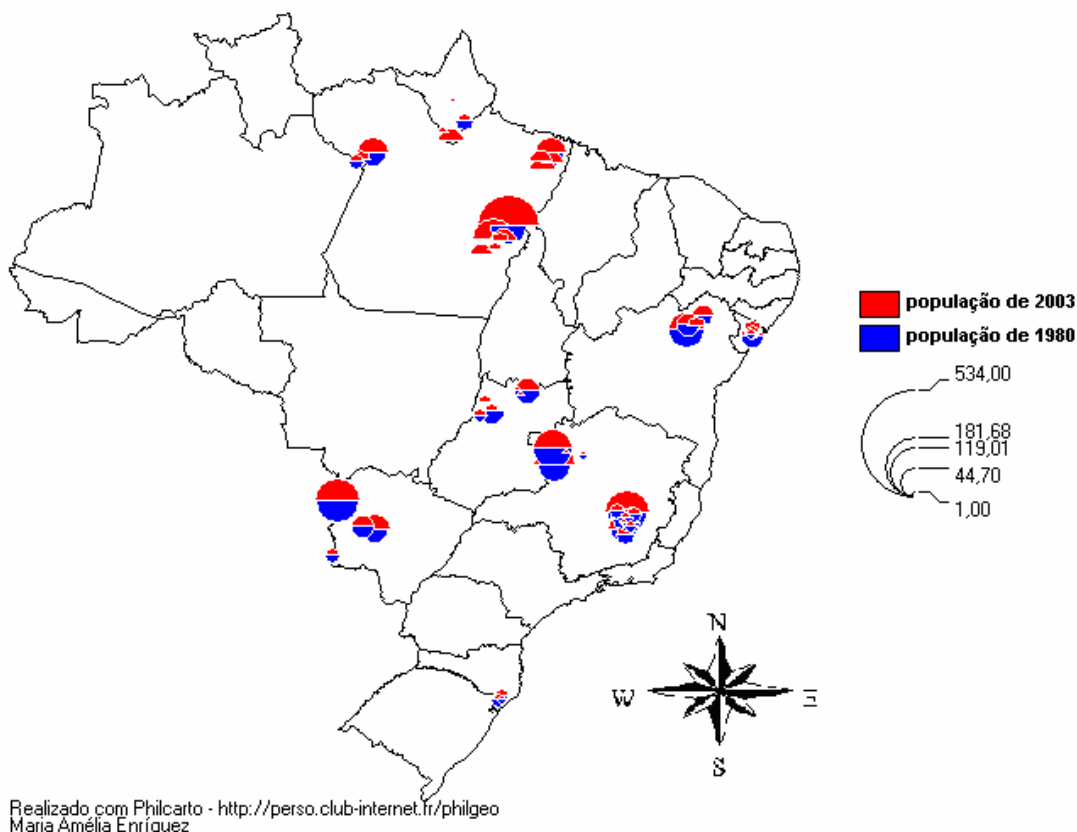 população de 2003
população de 1980
534,00
181,68
119,01
44,70
1,00
N
W E
S
Realizado com Philcarto - http://perso.club-internet.fr/philgeo
Maria Amélia Enríquez